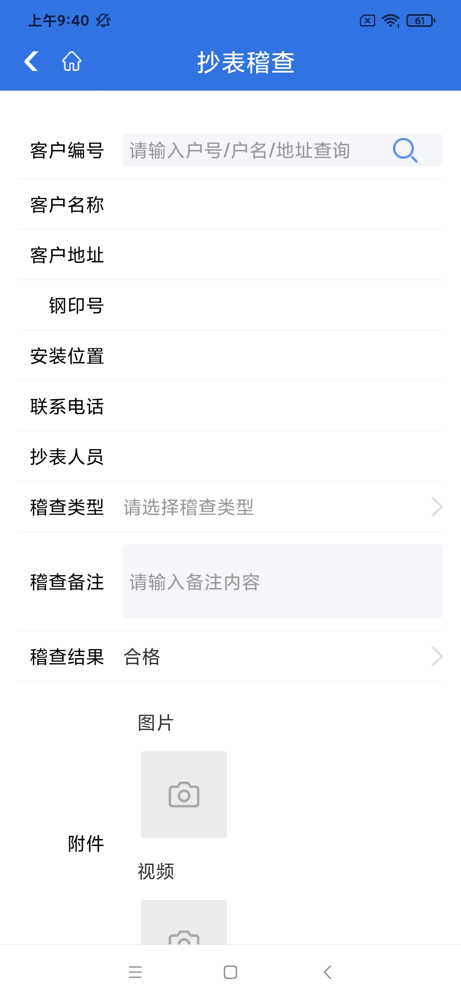 上午9:40
61
抄表稽查
客户编号 请输入户号/户名/地址查询
客户名称
客户地址
钢印号
安装位置
联系电话
抄表人员
稽查类型 请选择稽查类型
稽查备注 请输入备注内容
稽查结果 合格
图片
附件
视频